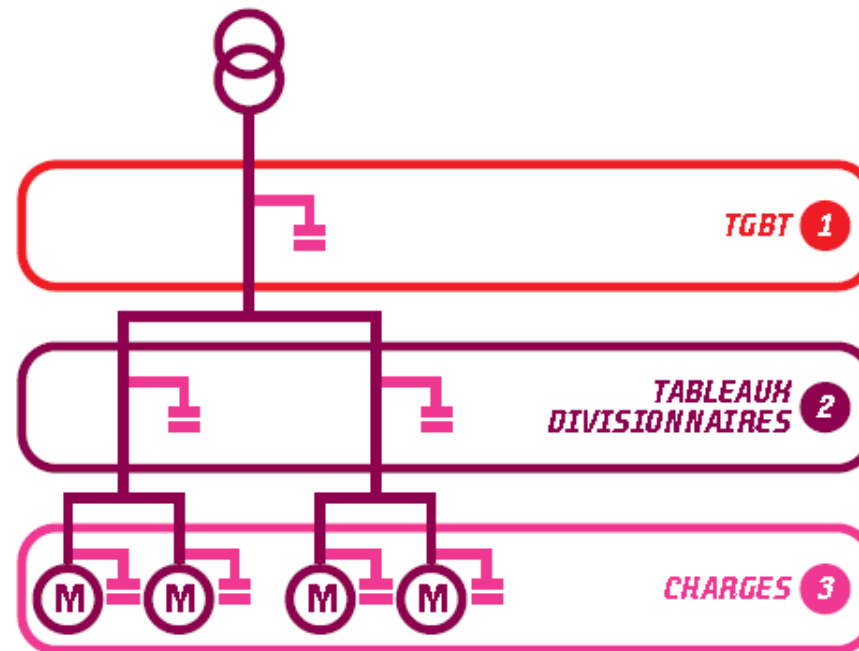 TGBT 1
TABLEAUX
DIVISIONNAIRES 2
M M M M
CHARGES 3